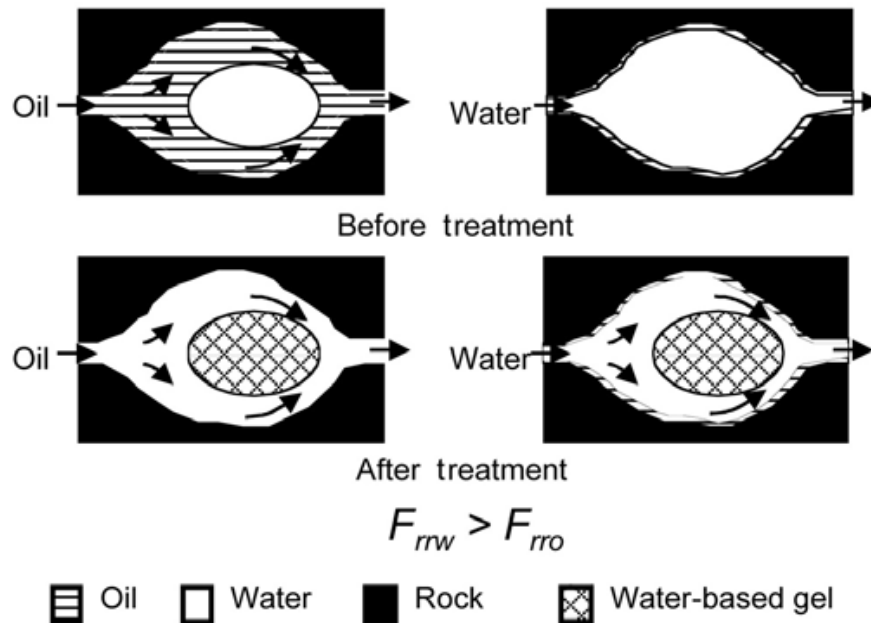 Oil Water
Before treatment
Oil Water
After treatment
Frrw > Frro
Oil Water Rock Water-based gel